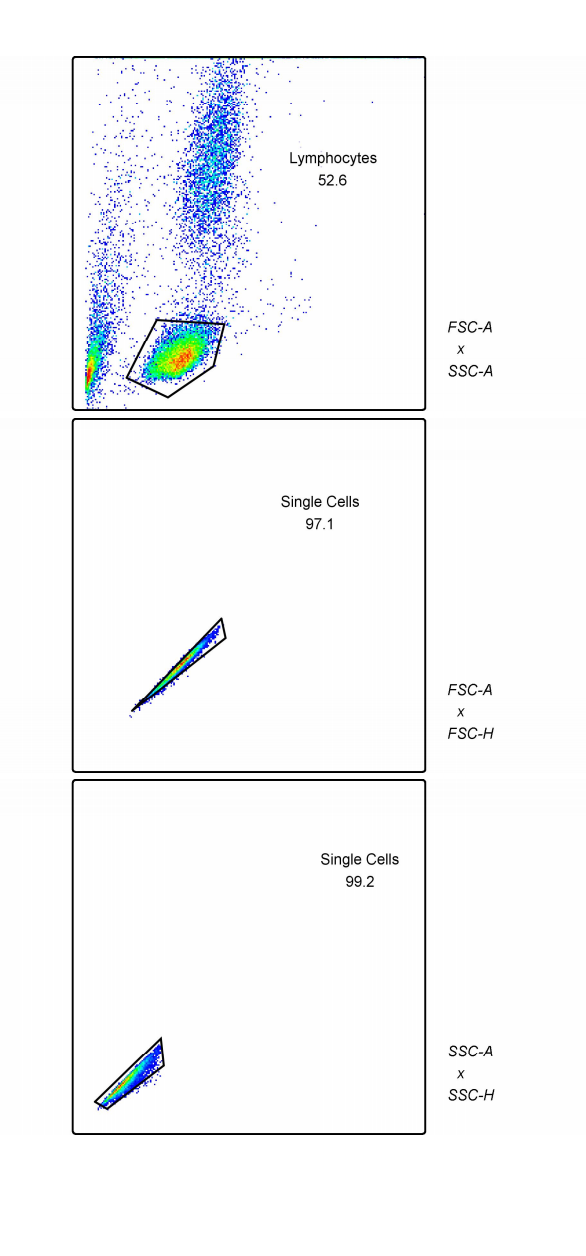 Lymphocytes
52.6
FSC-A
x
SSC-A
Single Cells
97.1
FSC-A
x
FSC-H
Single Cells
99.2
SSC-A
x
SSC-H